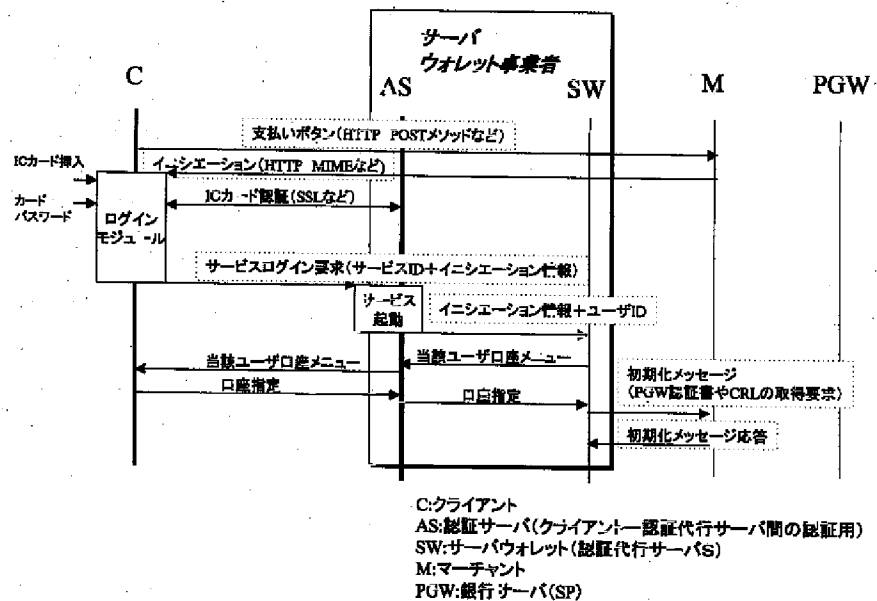 サーバ
ウォレット事業者
C
AS
SW
M
PGW
支払いボタン(HTTP POSTメソッドなど)
ICカード挿入
イニシエーション(HTTP MIMEなど)
カード
パスワード
ICカード認証(SSLなど)
ログイン
モジュール
サービスログイン要求(サービスID+イニシエーション情報)
サービス
起動
イニシエーション情報+ユーザID
当該ユーザ口座メニュー
当該ユーザ口座メニュー
口座指定
口座指定
初期化メッセージ
(PGW認証書やCRLの取得要求)
初期化メッセージ応答
C:クライアント
AS:認証サーバ(クライアントー認証代行サーバ間の認証用)
SW:サーバウォレット(認証代行サーバS)
M:マーチャント
PGW:銀行サーバ(SP)